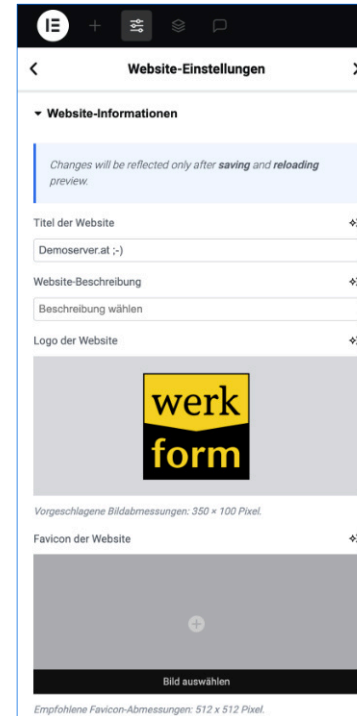 Website-Einstellungen
Website-Informationen
Changes will be reflected only after saving and reloading
preview.
Titel der Website
Demoserver.at ;-)
Website-Beschreibung
Beschreibung wählen
Logo der Website
werk
form
Vorgeschlagene Bildabmessungen: 350 × 100 Pixel.
Favicon der Website
Bild auswählen
Empfohlene Favicon-Abmessungen: 512 x 512 Pixel.